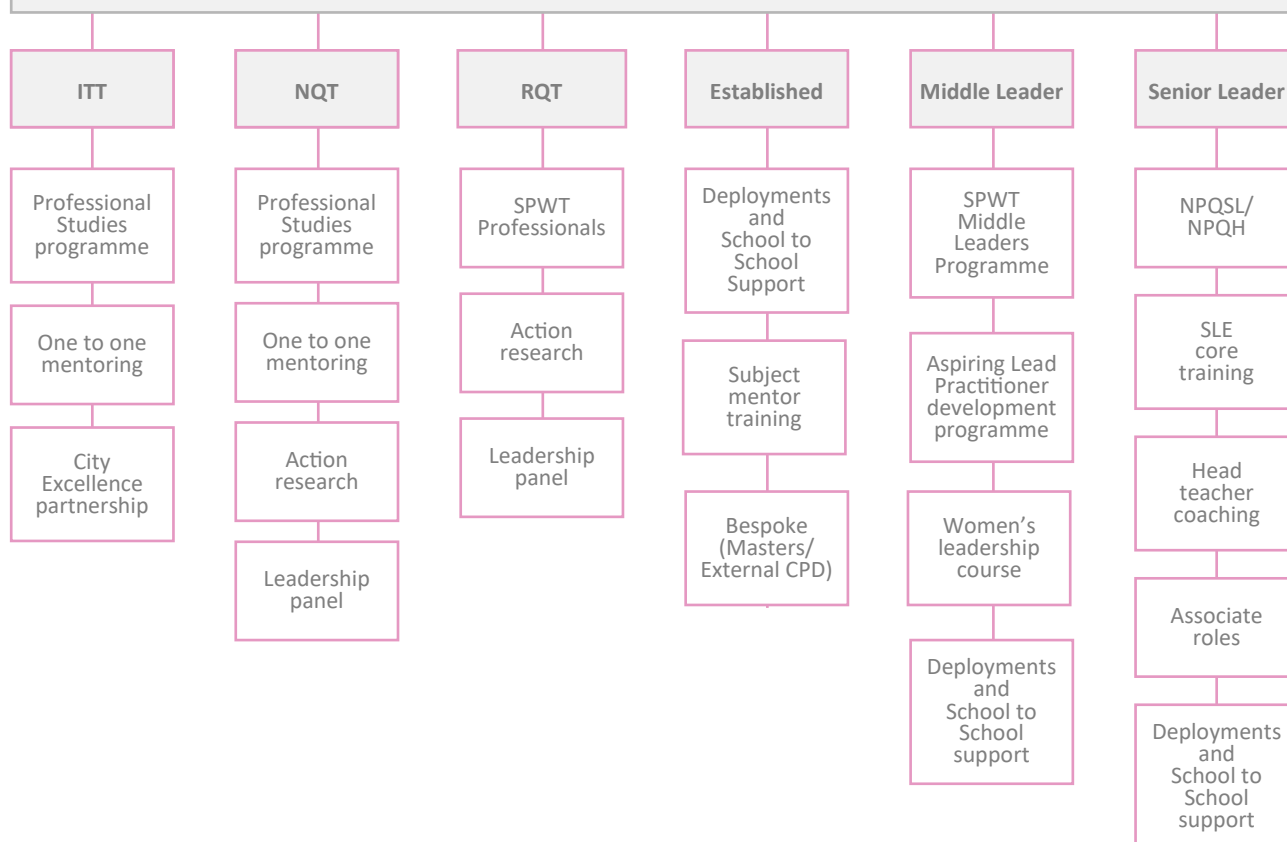 ITT
Professional
Studies
programme
One to one
mentoring
City
Excellence
partnership
NQT
Professional
Studies
programme
One to one
mentoring
Action
research
Leadership
panel
RQT
SPWT
Professionals
Action
research
Leadership
panel
Established
Deployments
and
School to
School
Support
Subject
mentor
training
Bespoke
(Masters/
External CPD)
Middle Leader
SPWT
Middle
Leaders
Programme
Aspiring Lead
Practitioner
development
programme
Women’s
leadership
course
Deployments
and
School to
School
support
Senior Leader
NPQSL/
NPQH
SLE
core
training
Head
teacher
coaching
Associate
roles
Deployments
and
School to
School
support